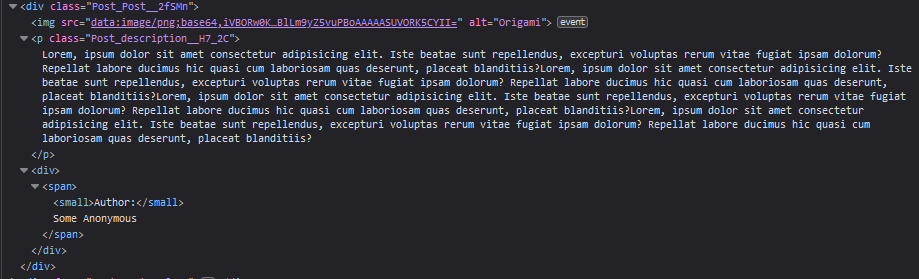 <div class="Post_Post__2fSMn">
<img src="data:image/png;base64,iVBORw0K…BlLm9yZ5vuPBoAAAAASUVORK5CYII=" alt="Origami"> event
<p class="Post_description__H7_2C">
Lorem, ipsum dolor sit amet consectetur adipisicing elit. Iste beatae sunt repellendus, excepturi voluptas rerum vitae fugiat ipsam dolorum?
Repellat labore ducimus hic quasi cum laboriosam quas deserunt, placeat blanditiis?Lorem, ipsum dolor sit amet consectetur adipisicing elit. Iste
beatae sunt repellendus, excepturi voluptas rerum vitae fugiat ipsam dolorum? Repellat labore ducimus hic quasi cum laboriosam quas deserunt,
placeat blanditiis?Lorem, ipsum dolor sit amet consectetur adipisicing elit. Iste beatae sunt repellendus, excepturi voluptas rerum vitae fugiat
ipsam dolorum? Repellat labore ducimus hic quasi cum laboriosam quas deserunt, placeat blanditiis?Lorem, ipsum dolor sit amet consectetur
adipisicing elit. Iste beatae sunt repellendus, excepturi voluptas rerum vitae fugiat ipsam dolorum? Repellat labore ducimus hic quasi cum
laboriosam quas deserunt, placeat blanditiis?
</p>
<div>
<span>
<small>Author:</small>
Some Anonymous
</span>
</div>
</div>